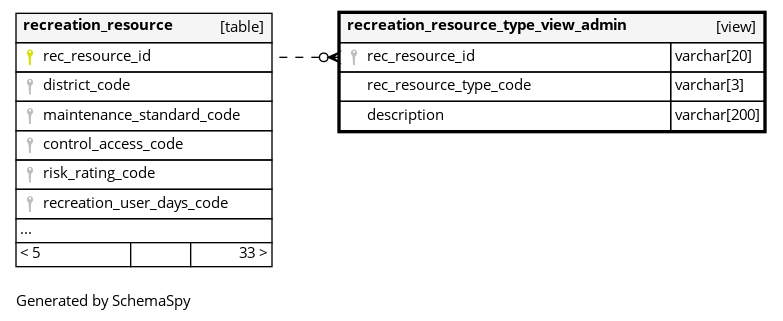 recreation_resource [table]
rec_resource_id
district_code
maintenance_standard_code
control_access_code
risk_rating_code
recreation_user_days_code
...
< 5 33 >
recreation_resource_type_view_admin [view]
rec_resource_id varchar[20]
rec_resource_type_code varchar[3]
description varchar[200]
Generated by SchemaSpy